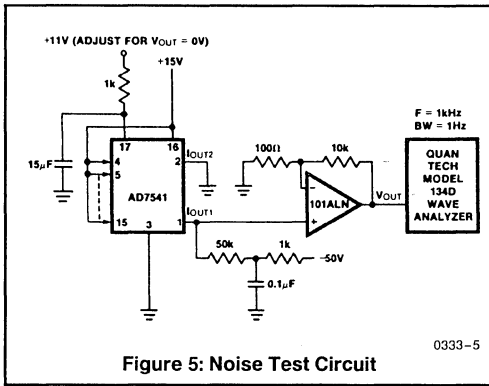 +11V (ADJUST FOR VOUT = 0V)
+15V
1k
F = 1kHz
BW = 1Hz
17
16
IOUT2
100Ω
10k
15µF
4
5
2
QUAN
TECH
MODEL
134D
WAVE
ANALYZER
AD7541
IOUT1
−
101ALN
VOUT
15
1
+
3
50k
1k
−50V
0.1µF
0333–5
Figure 5: Noise Test Circuit